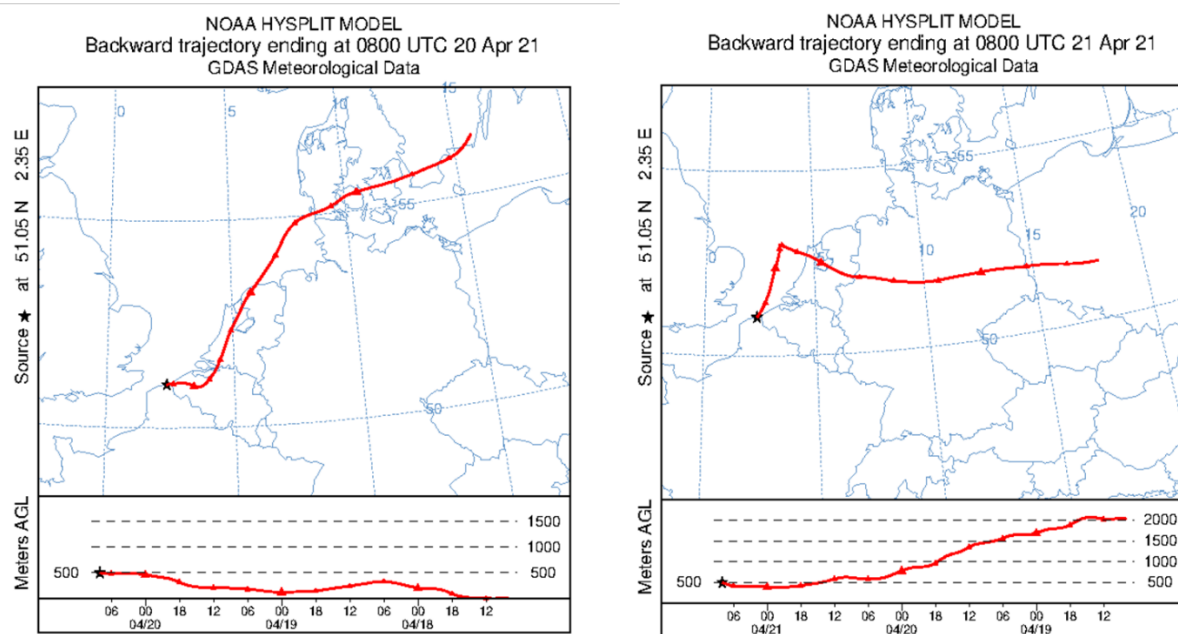 NOAA HYSPLIT MODEL
Backward trajectory ending at 0800 UTC 20 Apr 21
GDAS Meteorological Data
Source ★ at 51.05 N 2.35 E
0
5
10
15
55
50
Meters AGL
1500
1000
500
500
06 00 18 12 06 00 18 12 06 00 18 12
04/20 04/19 04/18
NOAA HYSPLIT MODEL
Backward trajectory ending at 0800 UTC 21 Apr 21
GDAS Meteorological Data
Source ★ at 51.05 N 2.35 E
55
20
15
10
5
0
50
Meters AGL
2000
1500
1000
500
500
06 00 18 12 06 00 18 12 06 00 18 12
04/21 04/20 04/19